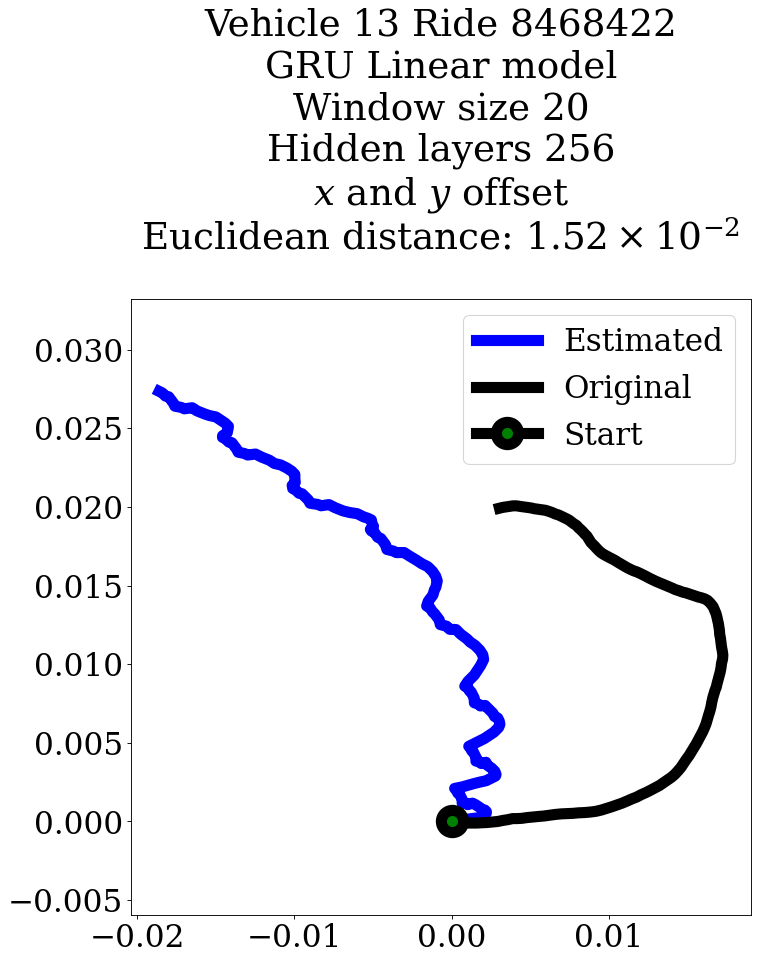 Vehicle 13 Ride 8468422
GRU Linear model
Window size 20
Hidden layers 256
x and y offset
Euclidean distance: 1.52 × 10⁻²
Estimated
Original
Start
0.030
0.025
0.020
0.015
0.010
0.005
0.000
−0.005
−0.02 −0.01 0.00 0.01